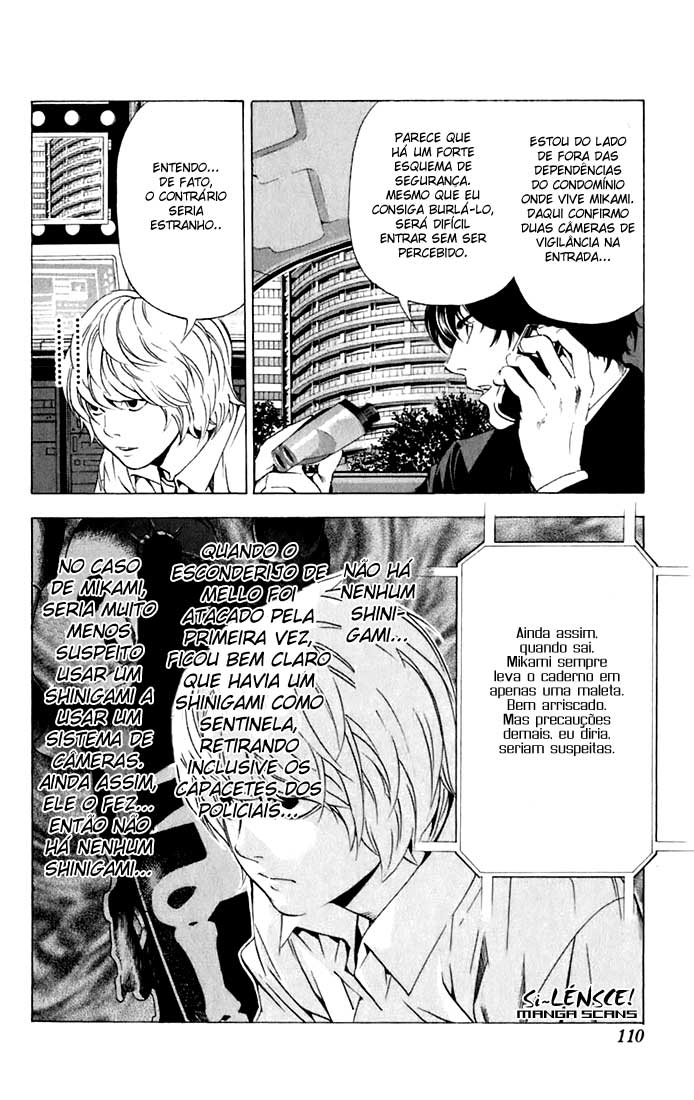 ESTOU DO LADO
DE FORA DAS
DEPENDÊNCIAS
DO CONDOMÍNIO
ONDE VIVE MIKAMI.
DAQUI CONFIRMO
DUAS CÂMERAS DE
VIGILÂNCIA NA
ENTRADA...
PARECE QUE
HÁ UM FORTE
ESQUEMA DE
SEGURANÇA.
MESMO QUE EU
CONSIGA BURLÁ-LO,
SERÁ DIFÍCIL
ENTRAR SEM SER
PERCEBIDO.
ENTENDO...
DE FATO,
O CONTRÁRIO
SERIA
ESTRANHO..
Ainda assim,
quando sai,
Mikami sempre
leva o caderno em
apenas uma maleta.
Bem arriscado.
Mas precauções
demais, eu diria,
seriam suspeitas.
NÃO HÁ
NENHUM
SHINI-
GAMI...
QUANDO O
ESCONDERIJO DE
MELLO FOI
ATACADO PELA
PRIMEIRA VEZ,
FICOU BEM CLARO
QUE HAVIA UM
SHINIGAMI COMO
SENTINELA,
RETIRANDO
INCLUSIVE OS
CAPACETES DOS
POLICIAIS...
NO CASO
DE MIKAMI,
SERIA MUITO
MENOS
SUSPEITO
USAR UM
SHINIGAMI A
USAR UM
SISTEMA DE
CÂMERAS.
AINDA ASSIM,
ELE O FEZ...
ENTÃO NÃO
HÁ NENHUM
SHINIGAMI...
Si-LÉNSCE!
MANGA SCANS
110